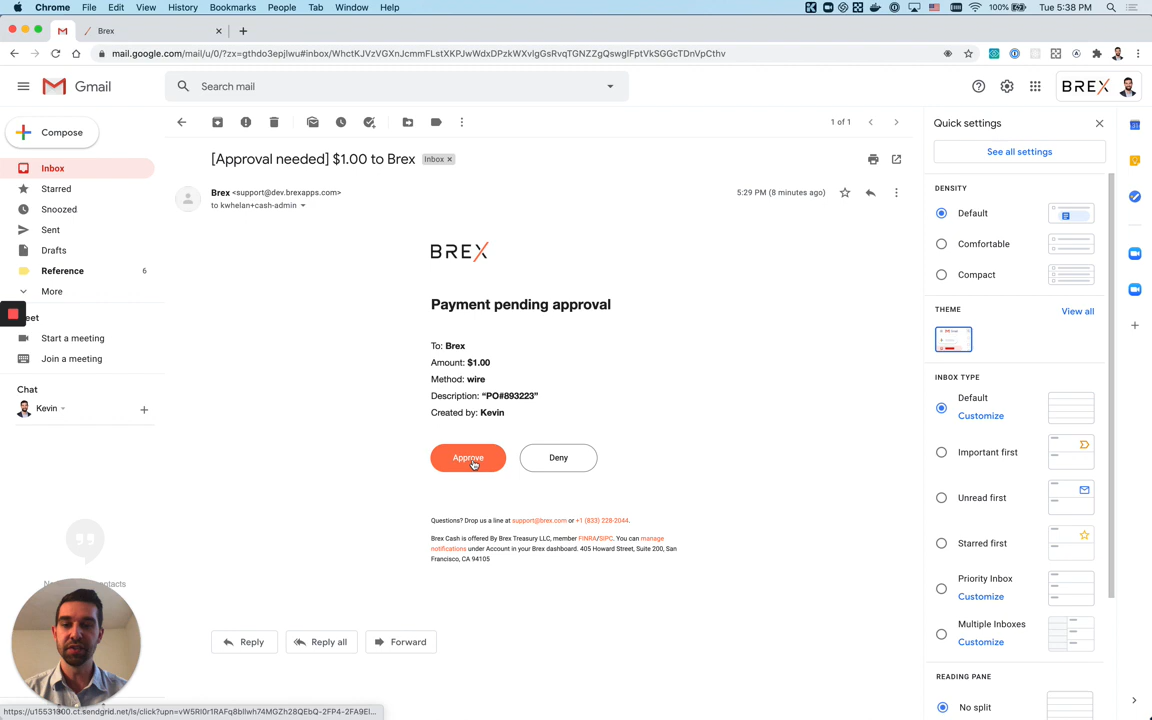 Chrome File Edit View History Bookmarks People Tab Window Help
100% Tue 5:38 PM
Brex
mail.google.com/mail/u/0/?zx=gthdo3epjlwu#inbox/WhctKJVzVGXnJcmmFLstXKPJwWdxDPzkWXvlgGsRvqTGNZZgQswglFptVkSGGcTDnVpCthv
Gmail
Search mail
BREX
Compose
1 of 1
Quick settings
See all settings
Inbox
Starred
Snoozed
Sent
Drafts
Reference 6
More
eet
Start a meeting
Join a meeting
Chat
Kevin
[Approval needed] $1.00 to Brex Inbox
Brex <support@dev.brexapps.com>
5:29 PM (8 minutes ago)
to kwhelan+cash-admin
BREX
Payment pending approval
To: Brex
Amount: $1.00
Method: wire
Description: “PO#893223”
Created by: Kevin
Approve Deny
Questions? Drop us a line at support@brex.com or +1 (833) 228-2044.
Brex Cash is offered By Brex Treasury LLC, member FINRA/SIPC. You can manage
notifications under Account in your Brex dashboard. 405 Howard Street, Suite 200, San
Francisco, CA 94105
Reply Reply all Forward
DENSITY
Default
Comfortable
Compact
THEME View all
INBOX TYPE
Default
Customize
Important first
Unread first
Starred first
Priority Inbox
Customize
Multiple Inboxes
Customize
READING PANE
No split